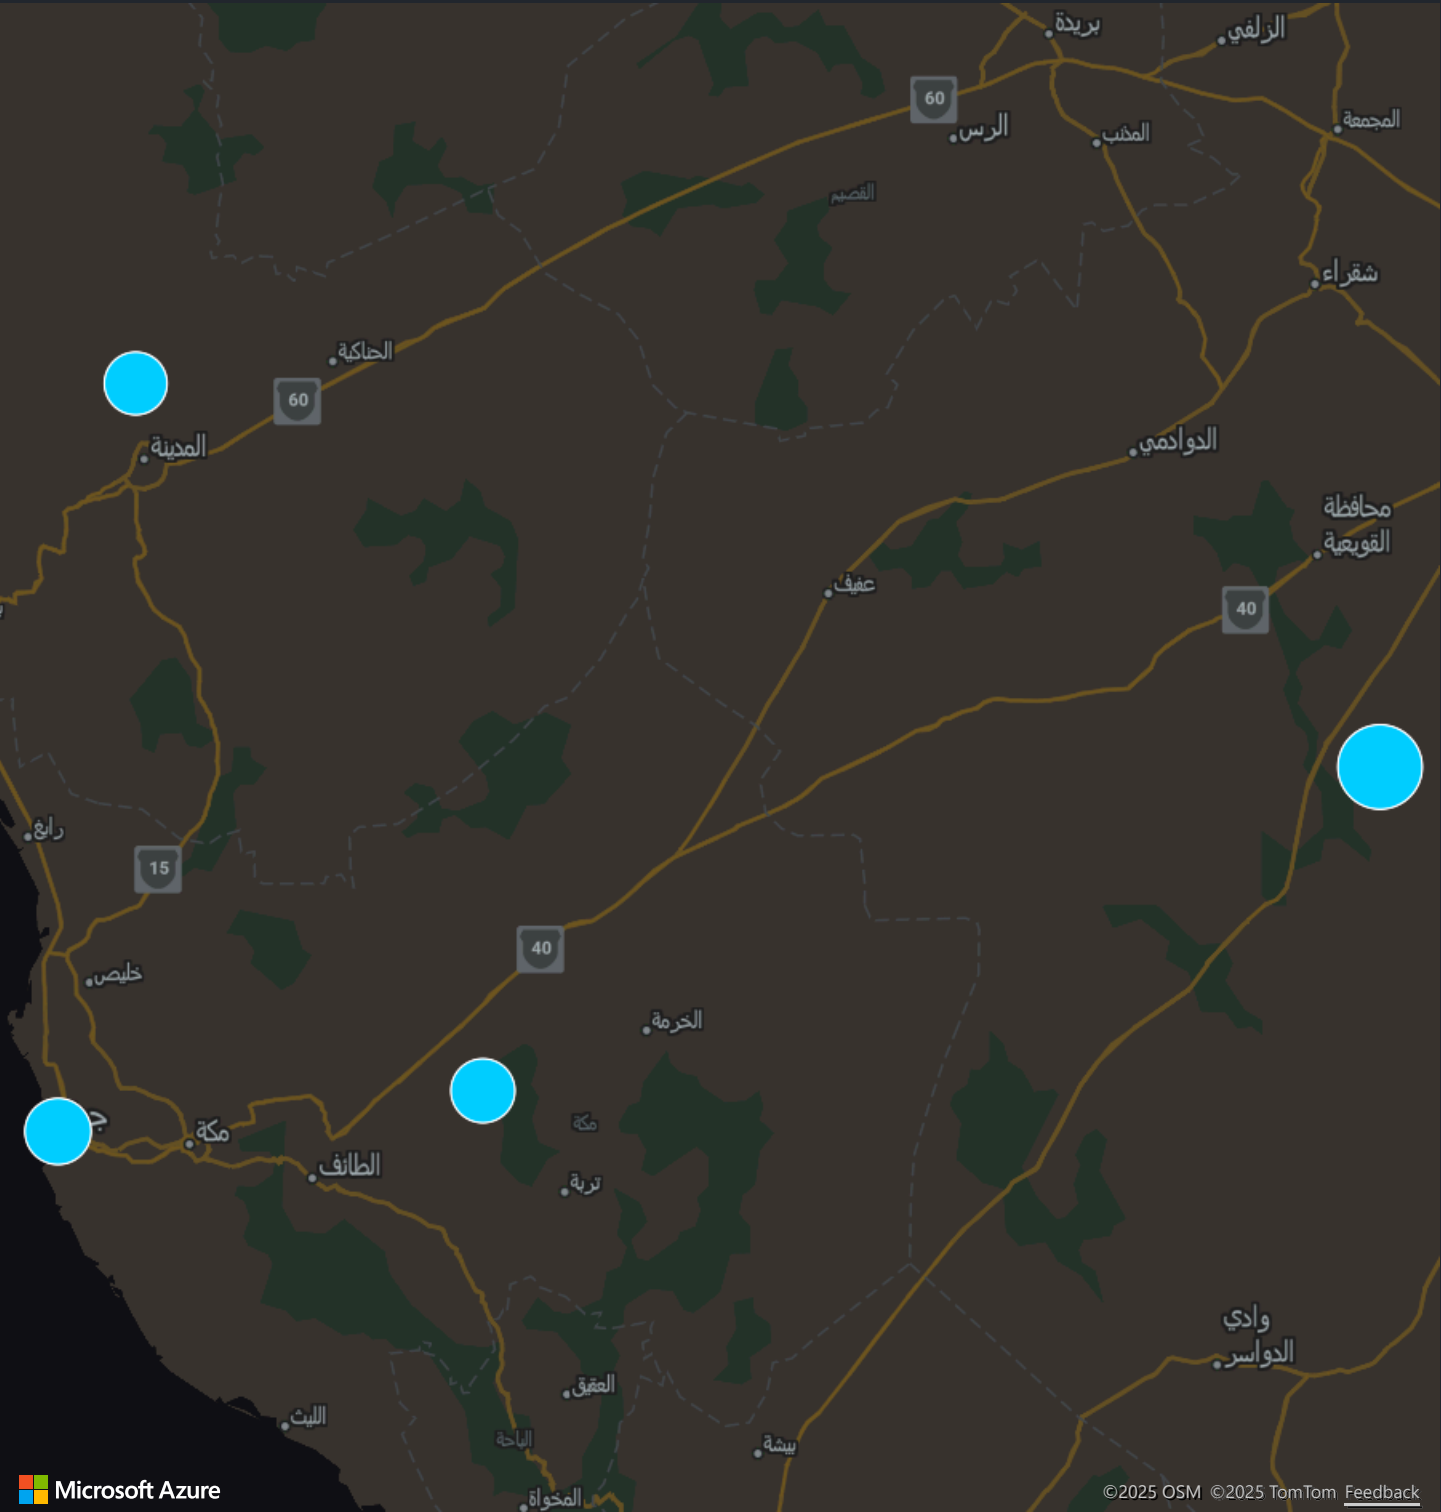 بريدة
الزلفي
60
الرس
المذنب
المجمعة
القصيم
شقراء
الحناكية
60
المدينة
الدوادمي
محافظة
القويعية
عفيف
40
رابغ
15
40
خليص
الخرمة
مكة
مكة
الطائف
تربة
وادي
الدواسر
العقيق
الليث
الباحة
بيشة
المخواة
Microsoft Azure
©2025 OSM ©2025 TomTom Feedback